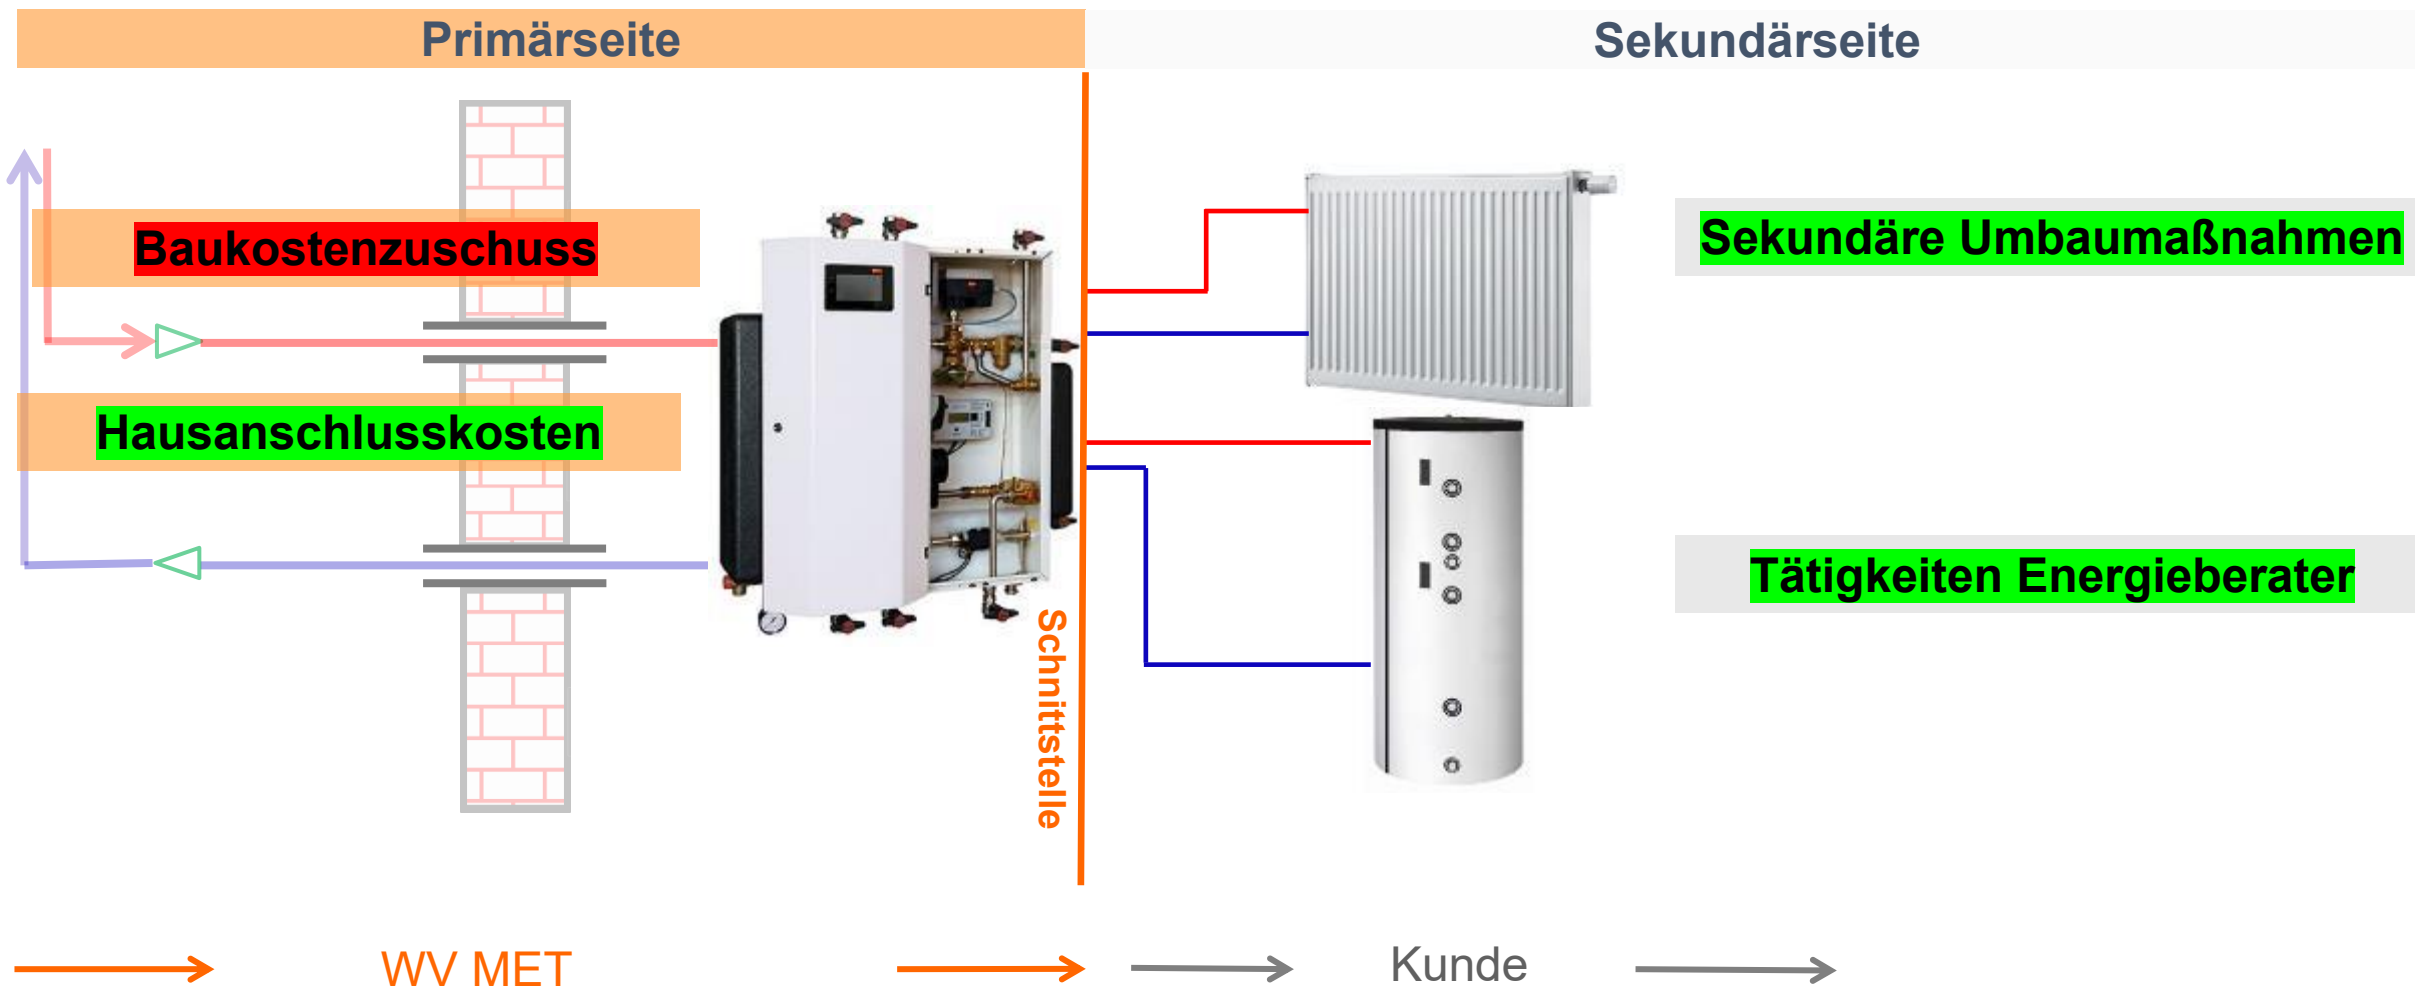 Primärseite
Sekundärseite
Baukostenzuschuss
Sekundäre Umbaumaßnahmen
Hausanschlusskosten
Tätigkeiten Energieberater
Schnittstelle
WV MET
Kunde